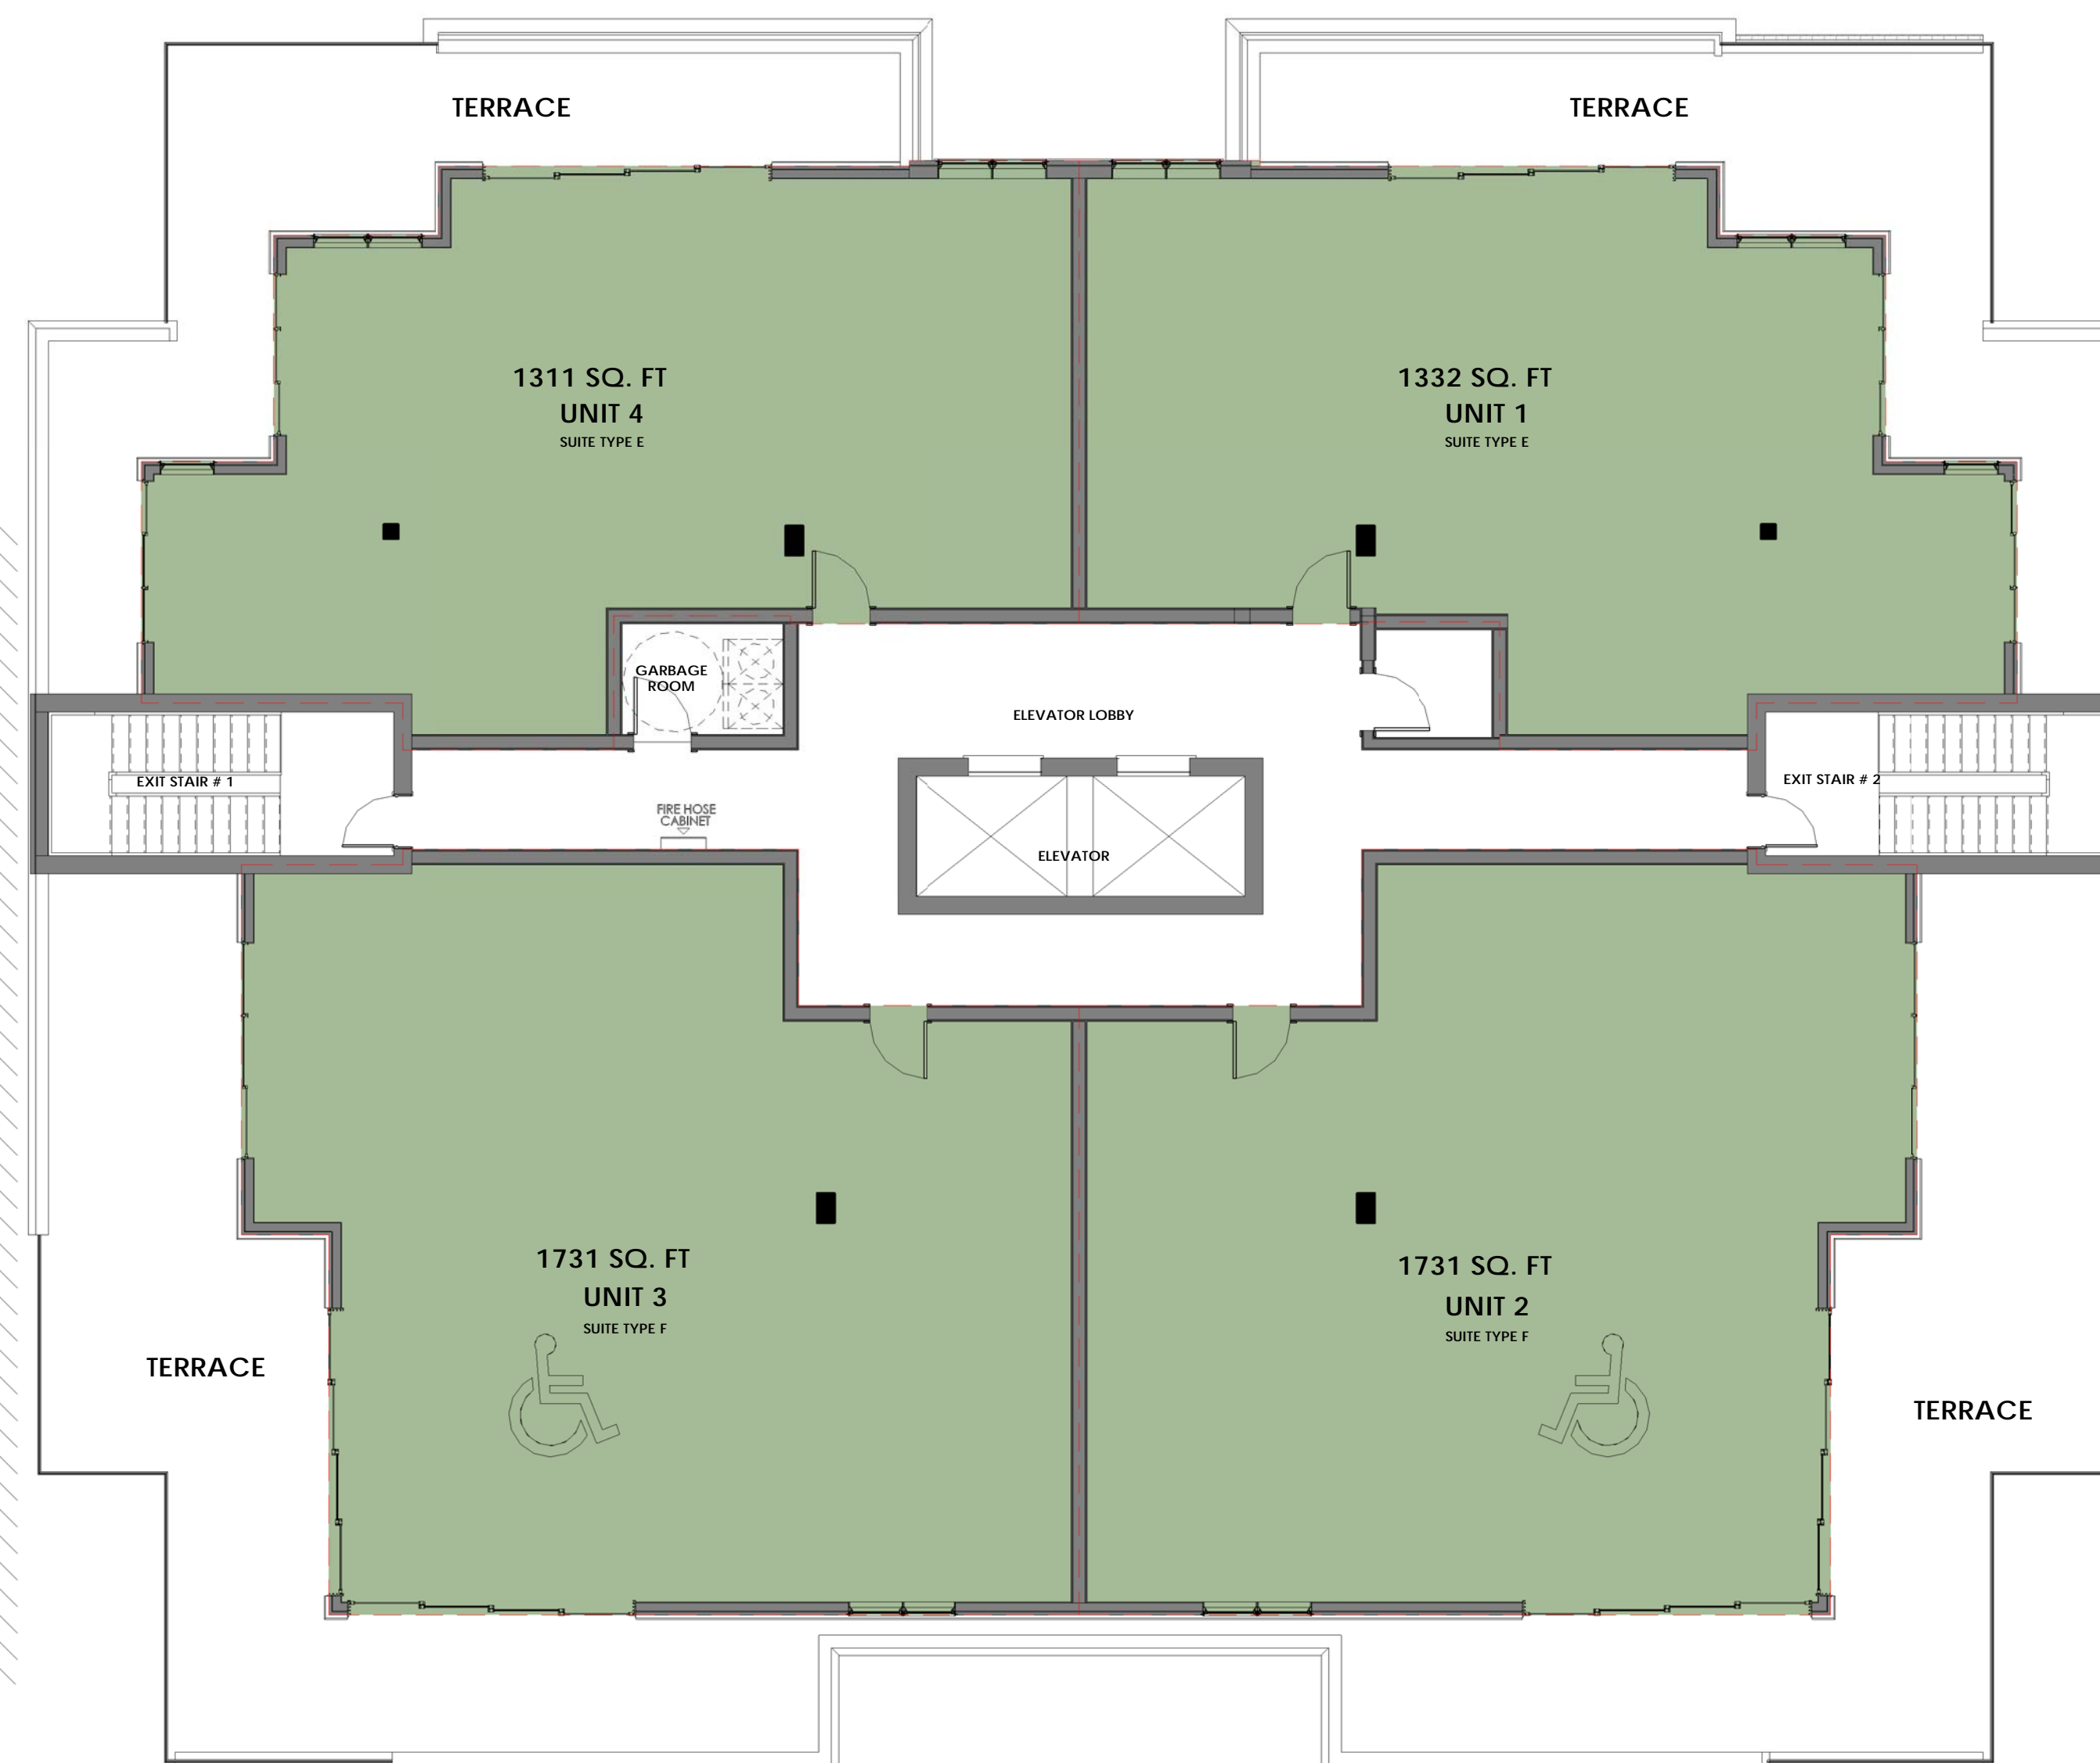 TERRACE
TERRACE
1311 SQ. FT
UNIT 4
SUITE TYPE E
1332 SQ. FT
UNIT 1
SUITE TYPE E
GARBAGE
ROOM
ELEVATOR LOBBY
EXIT STAIR # 1
EXIT STAIR # 2
FIRE HOSE
CABINET
ELEVATOR
1731 SQ. FT
UNIT 3
SUITE TYPE F
1731 SQ. FT
UNIT 2
SUITE TYPE F
TERRACE
TERRACE